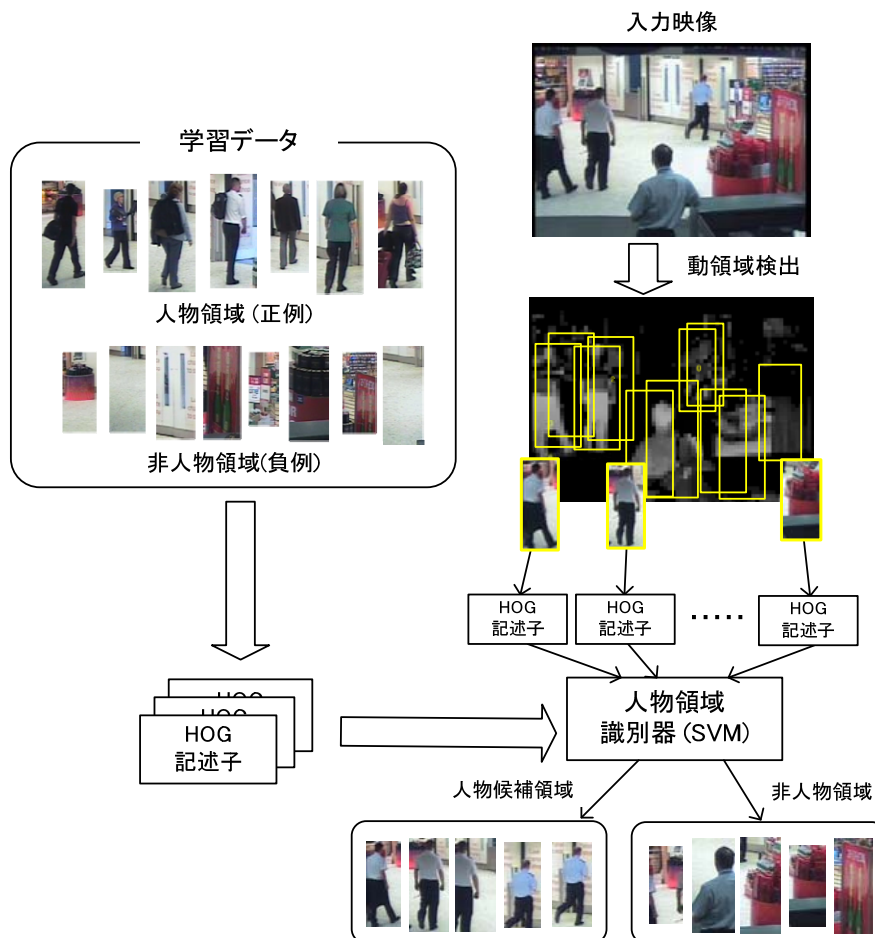 入力映像
学習データ
人物領域 (正例)
非人物領域(負例)
動領域検出
HOG
記述子
HOG
記述子
HOG
記述子
.....
HOG
HOG
HOG
記述子
人物領域
識別器 (SVM)
人物候補領域
非人物領域